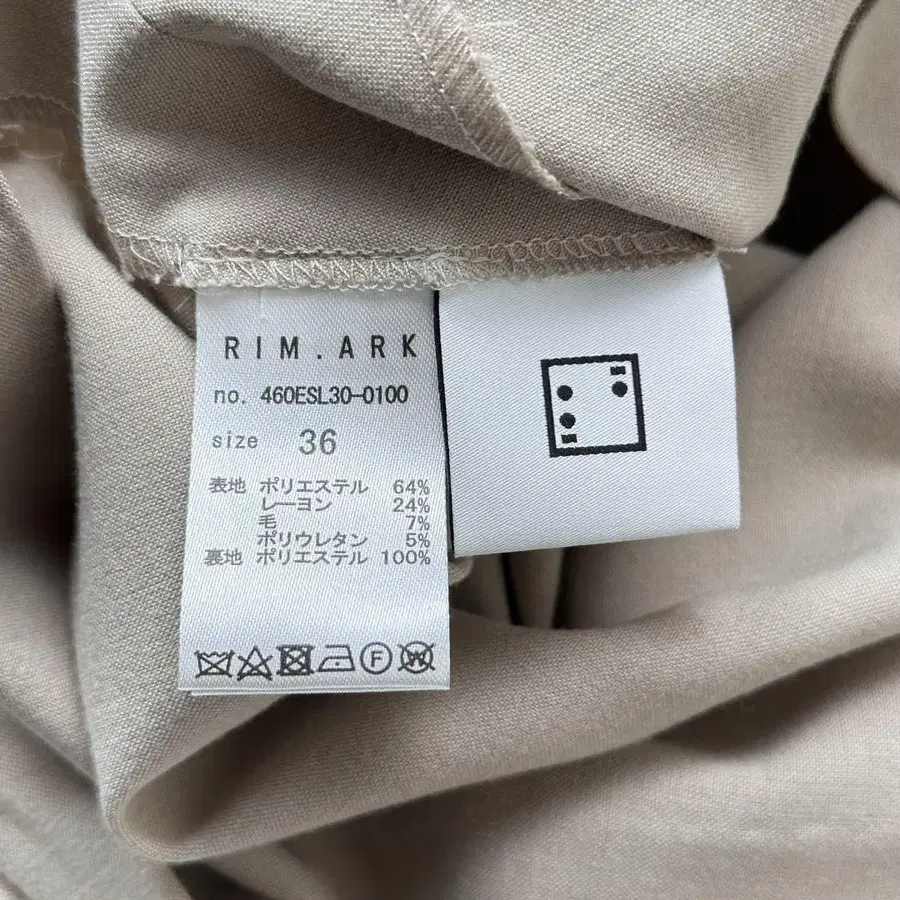 RIM.ARK
no. 460ESL30-0100
size 36
表地 ポリエステル 64%
レーヨン 24%
毛 7%
ポリウレタン 5%
裏地 ポリエステル 100%
F W